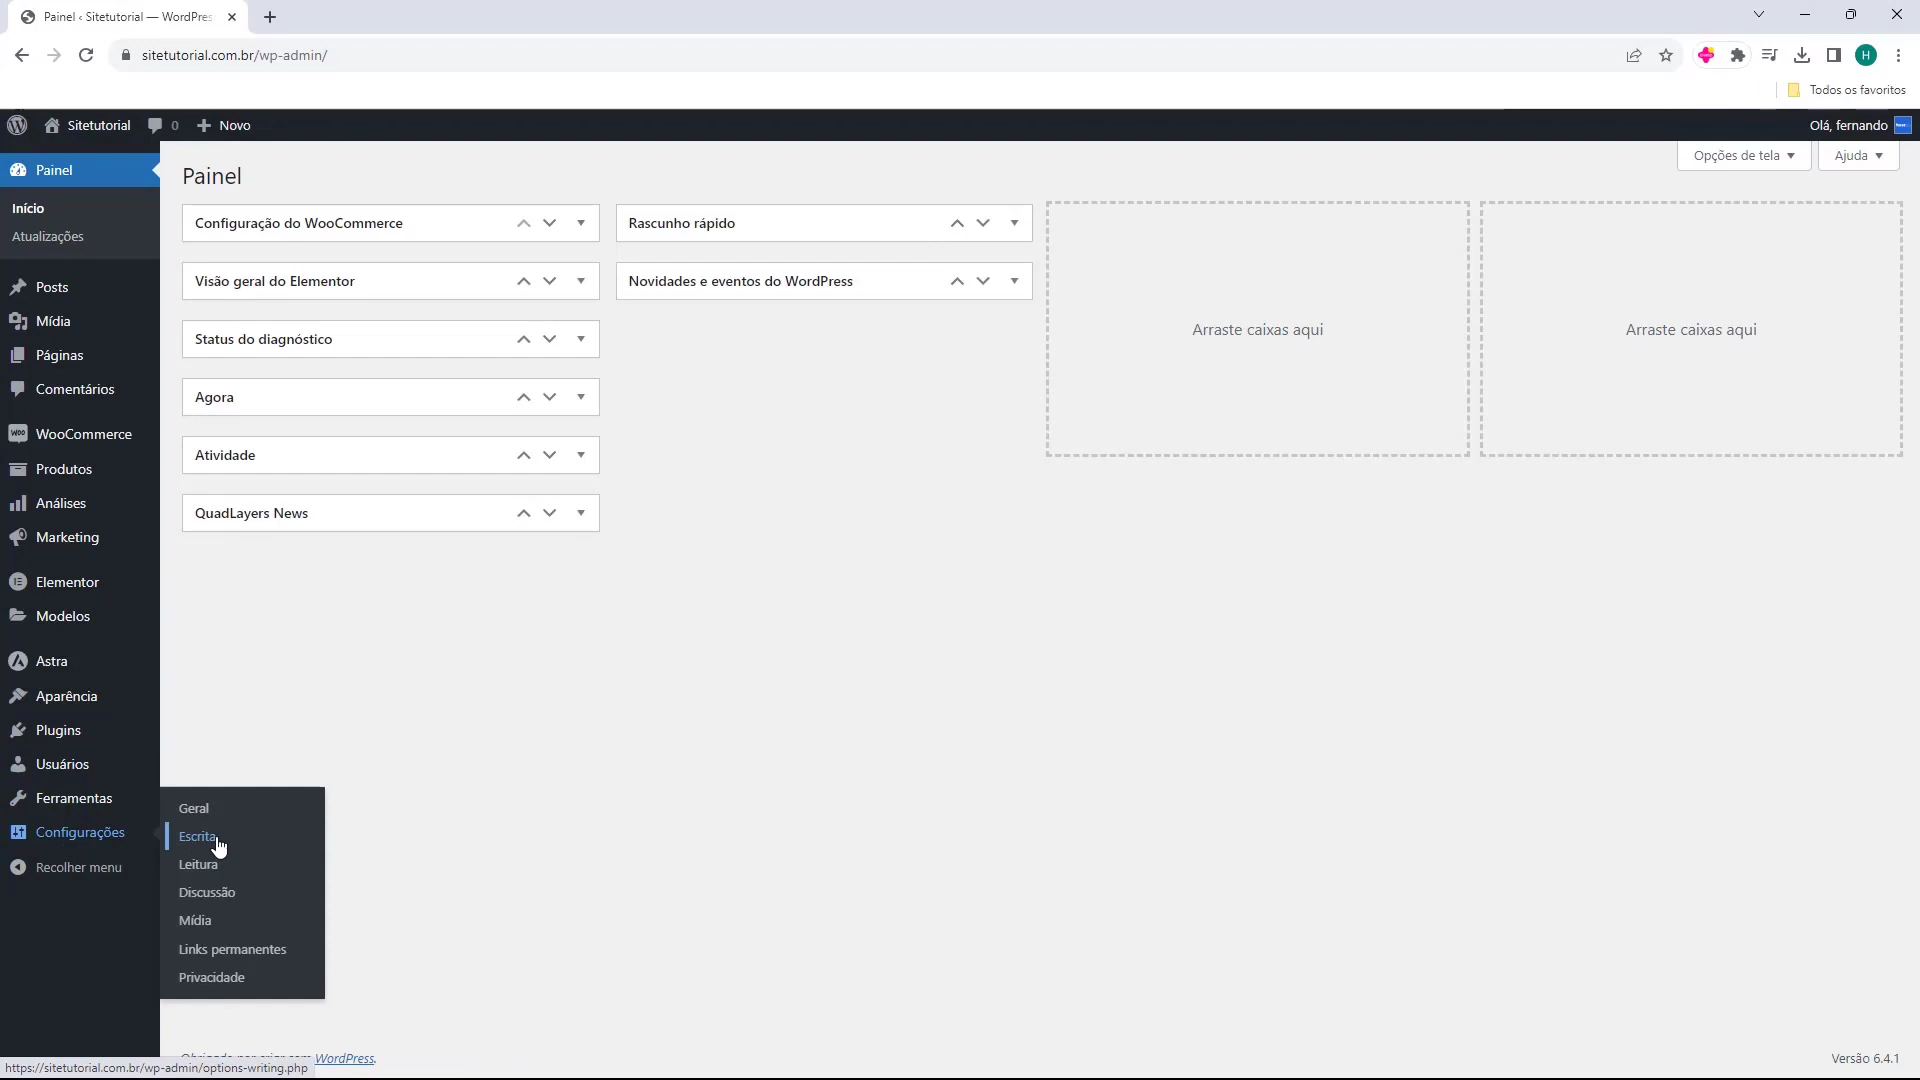 Painel ‹ Sitetutorial — WordPres
sitetutorial.com.br/wp-admin/
H
Todos os favoritos
Sitetutorial
0
Novo
Olá, fernando
Painel
Início
Atualizações
Posts
Mídia
Páginas
Comentários
WooCommerce
Produtos
Análises
Marketing
Elementor
Modelos
Astra
Aparência
Plugins
Usuários
Ferramentas
Configurações
Recolher menu
Geral
Escrita
Leitura
Discussão
Mídia
Links permanentes
Privacidade
Opções de tela
Ajuda
Painel
Configuração do WooCommerce
Visão geral do Elementor
Status do diagnóstico
Agora
Atividade
QuadLayers News
Rascunho rápido
Novidades e eventos do WordPress
Arraste caixas aqui
Arraste caixas aqui
WordPress.
Versão 6.4.1
https://sitetutorial.com.br/wp-admin/options-writing.php